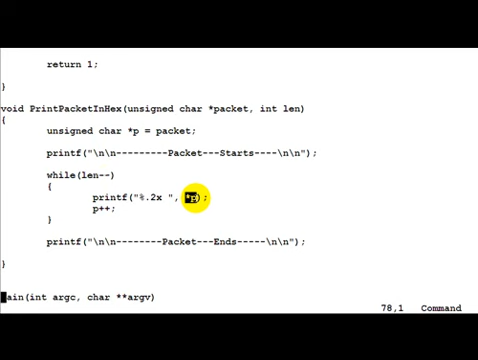 return 1;
}
void PrintPacketInHex(unsigned char *packet, int len)
{
unsigned char *p = packet;
printf("\n\n---------Packet---Starts----\n\n");
while(len--)
{
printf("%.2x ", *p);
p++;
}
printf("\n\n--------Packet---Ends-----\n\n");
}
ain(int argc, char **argv)
78,1 Command